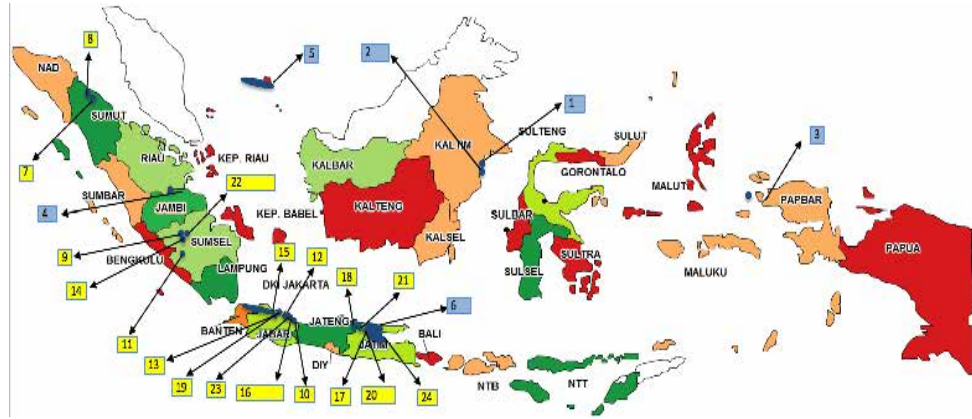 8
2
5
1
NAD
SUMUT
3
SULTENG
SULUT
KALTIM
RIAU
KEP. RIAU
KALBAR
GORONTALO
7
22
MALUT
SUMBAR
PAPBAR
4
JAMBI
KEP. BABEL
KALTENG
SULBAR
SUMSEL
KALSEL
PAPUA
9
BENGKULU
15
12
SULTRA
LAMPUNG
18
21
SULSEL
MALUKU
14
DKI JAKARTA
6
JATENG
BANTEN
JABAR
BALI
11
JATIM
13
DIY
19
23
16
10
17
20
24
NTB
NTT